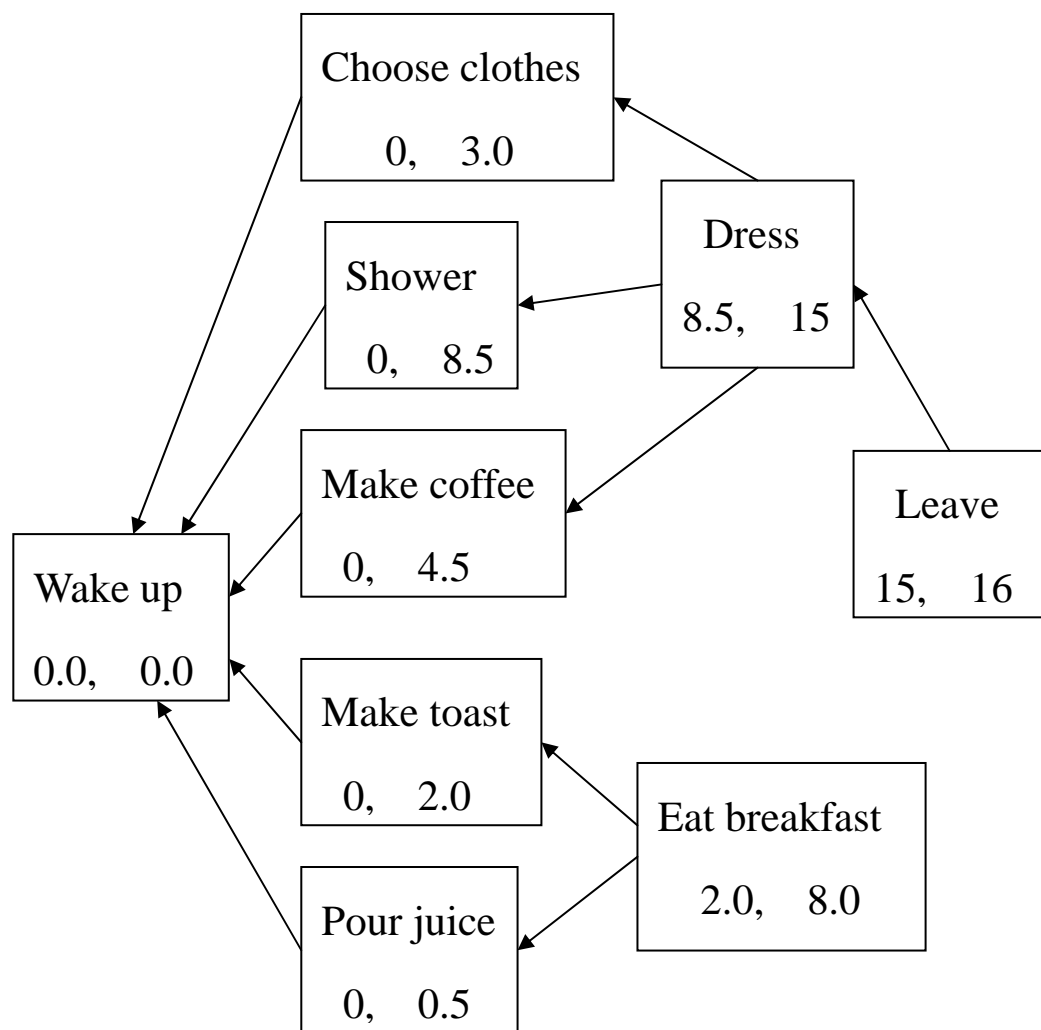 Choose clothes
0, 3.0
Dress
8.5, 15
Shower
0, 8.5
Make coffee
0, 4.5
Leave
15, 16
Wake up
0.0, 0.0
Make toast
0, 2.0
Eat breakfast
2.0, 8.0
Pour juice
0, 0.5